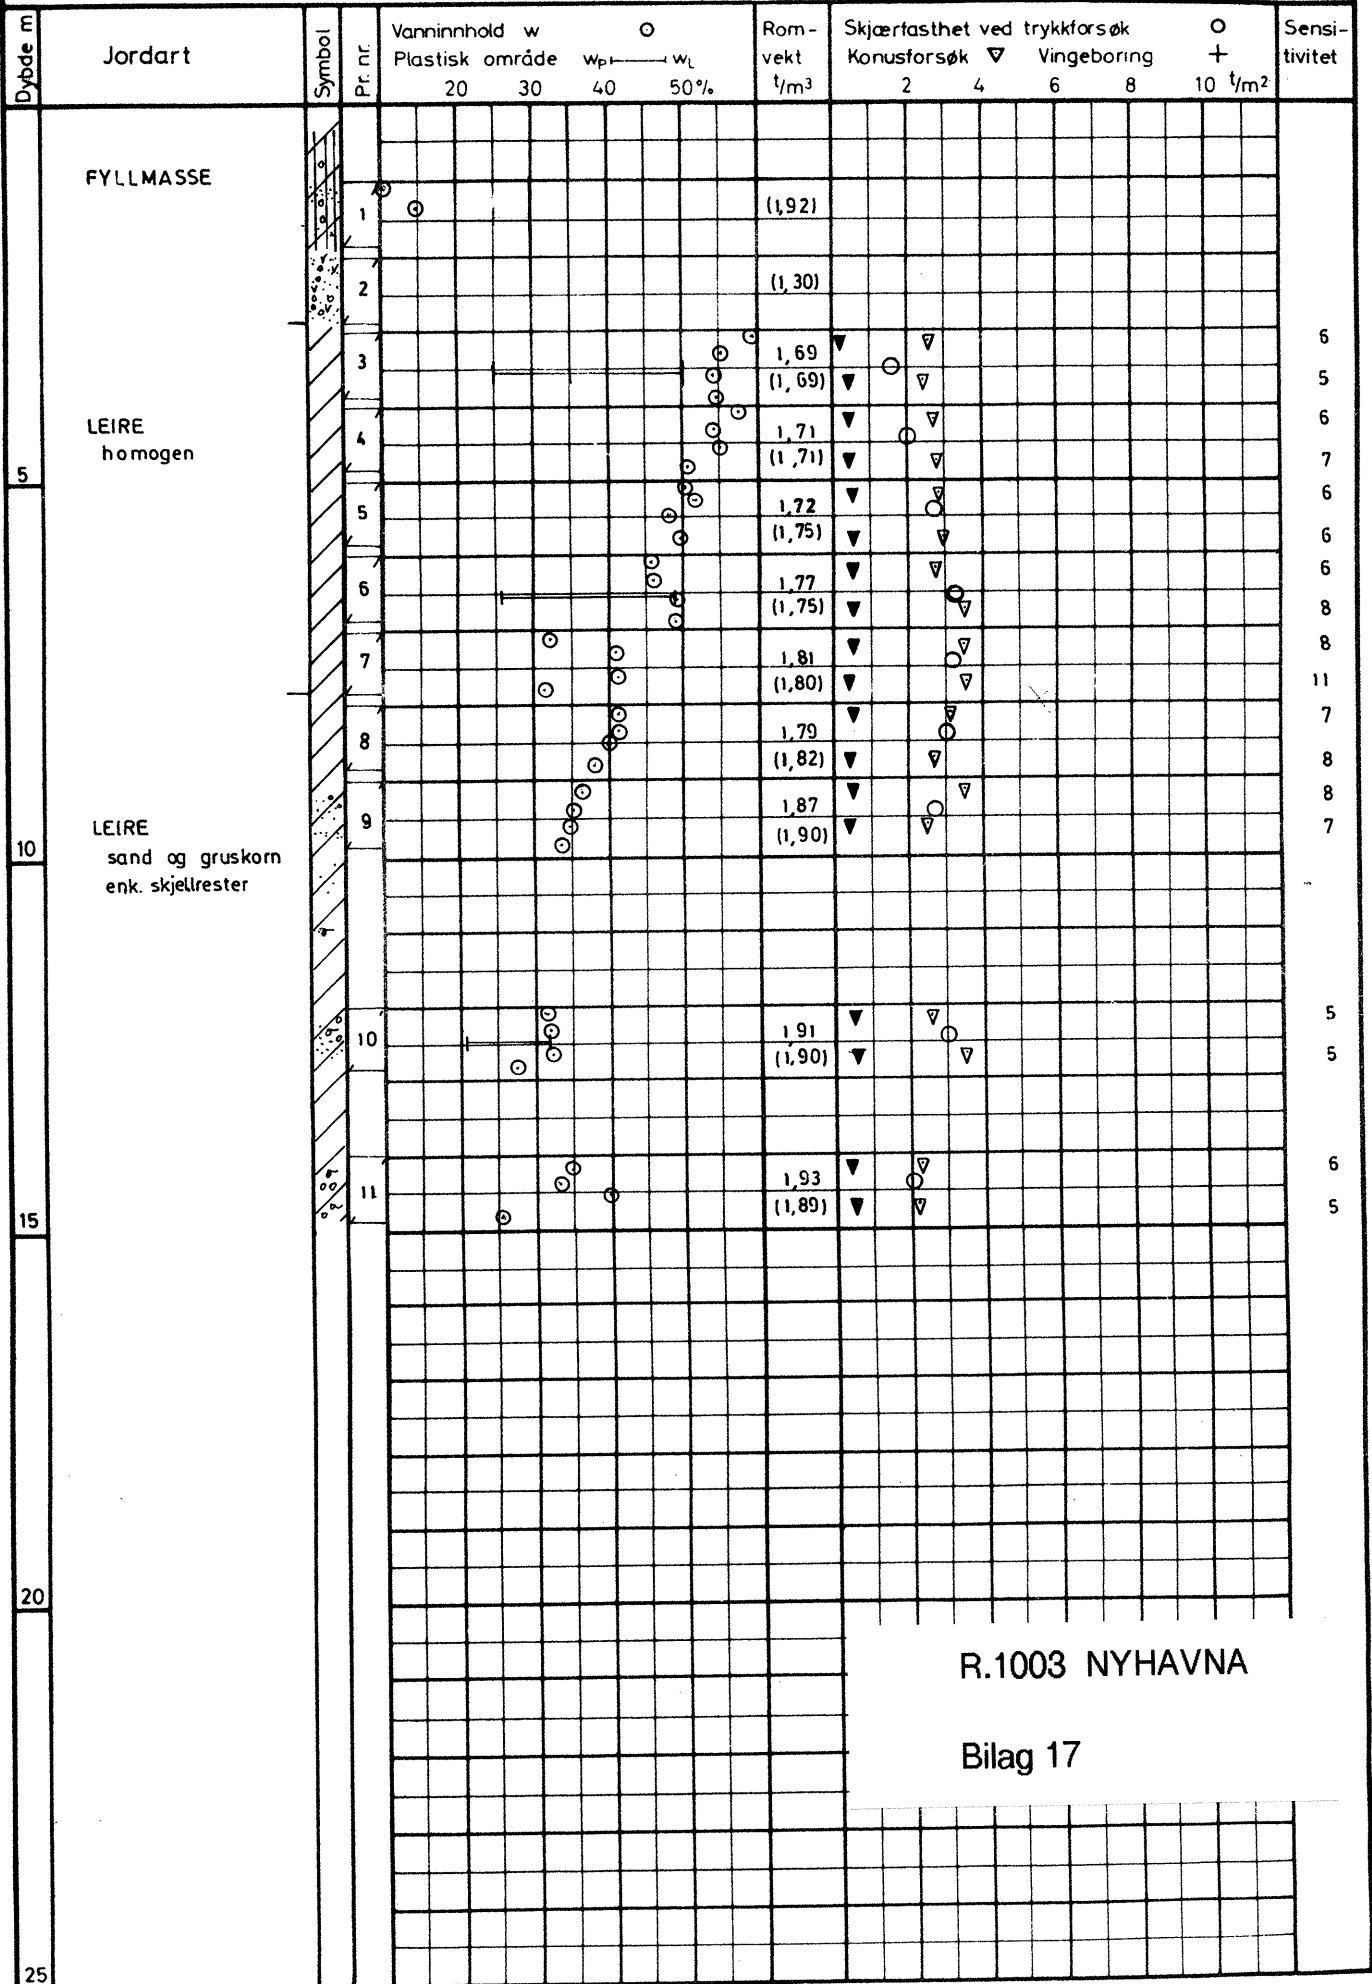 Dybde m
Jordart
Symbol
Pr. nr.
Vanninnhold w
Plastisk område wP wL
20 30 40 50%
Rom-
vekt
t/m3
Skjærfasthet ved trykkforsøk
Konusforsøk Vingeboring +
2 4 6 8 10 t/m2
Sensi-
tivitet
FYLLMASSE
1 (1,92)
2 (1,30)
6
3 1,69
(1,69) 5
LEIRE
homogen
6
4 1,71
(1,71) 7
5
6
5 1,72
(1,75) 6
6
6 1,77
(1,75) 8
8
7 1,81
(1,80) 11
7
8 1,79
(1,82) 8
8
9 1,87
(1,90) 7
LEIRE
sand og gruskorn
enk. skjellrester
10
5
10 1,91
(1,90) 5
6
11 1,93
(1,89) 5
15
20
R.1003 NYHAVNA
Bilag 17
25